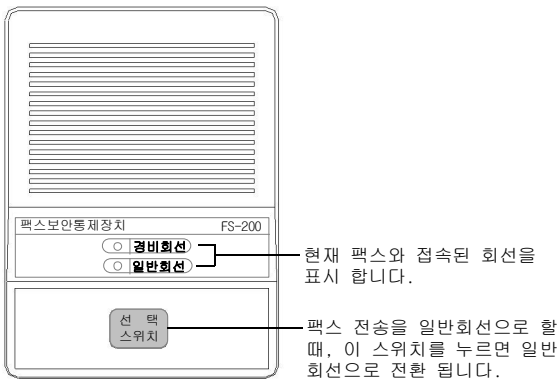 팩스보안통제장치 FS-200
경비회선
일반회선
현재 팩스와 접속된 회선을
표시 합니다.
선 택
스위치
팩스 전송을 일반회선으로 할
때, 이 스위치를 누르면 일반
회선으로 전환 됩니다.